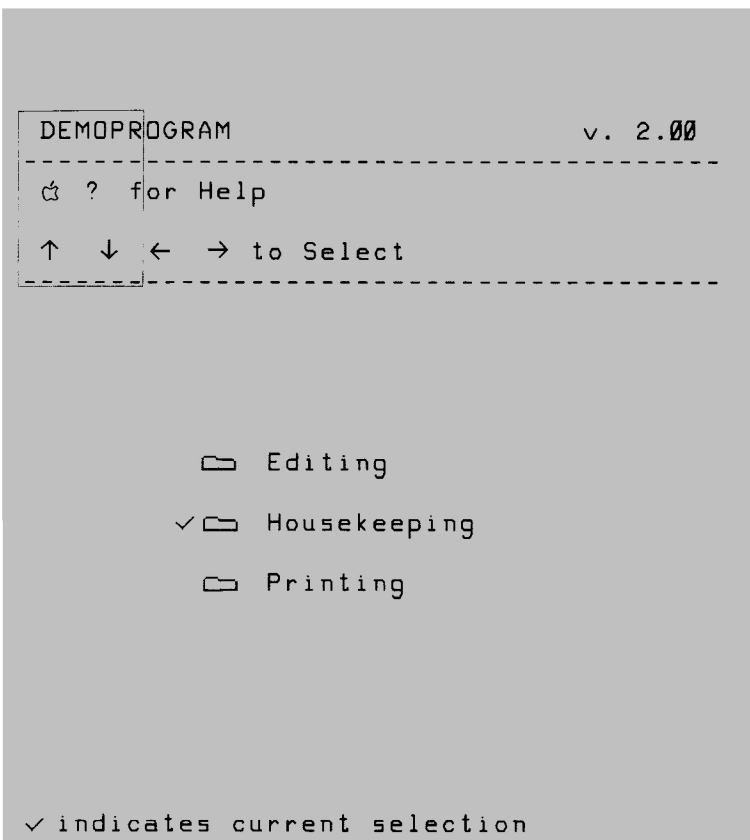 DEMOPROGRAM v. 2.00
 ? for Help
↑ ↓ ← → to Select
Editing
✓ Housekeeping
Printing
✓ indicates current selection